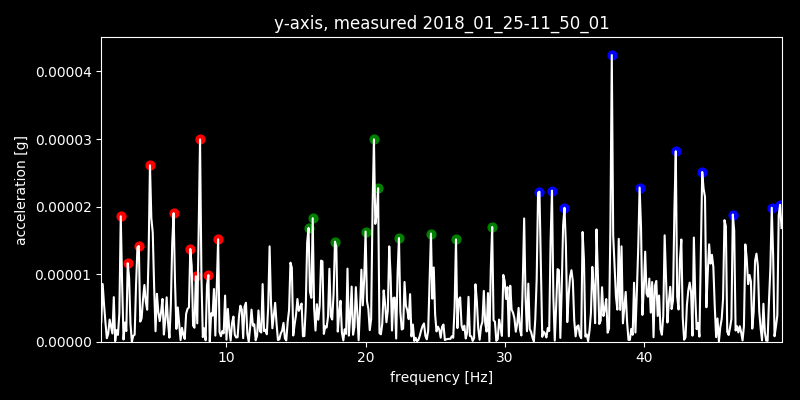 y-axis, measured 2018_01_25-11_50_01
0.00004
0.00003
0.00002
0.00001
0.00000
acceleration [g]
10 20 30 40
frequency [Hz]